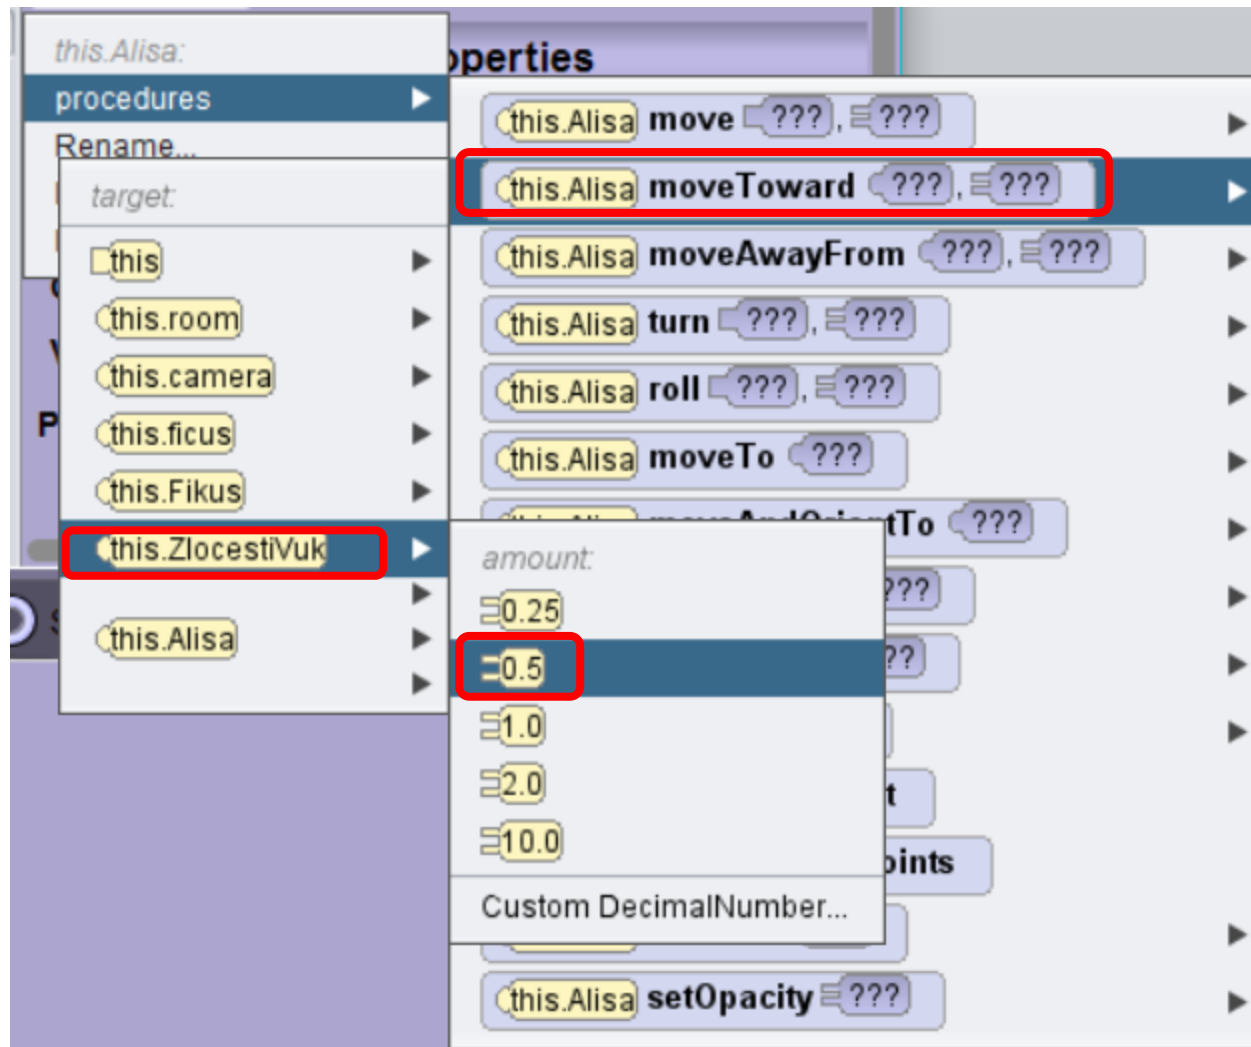 this.Alisa:
operties
procedures
Rename...
this.Alisa move ???, ???
this.Alisa moveToward ???, ???
this.Alisa moveAwayFrom ???, ???
this.Alisa turn ???, ???
this.Alisa roll ???, ???
this.Alisa moveTo ???
tTo ???
???
??
t
oints
this.Alisa setOpacity ???
target:
this
this.room
this.camera
this.ficus
this.Fikus
this.ZlocestiVuk
this.Alisa
P
amount:
0.25
0.5
1.0
2.0
10.0
Custom DecimalNumber...